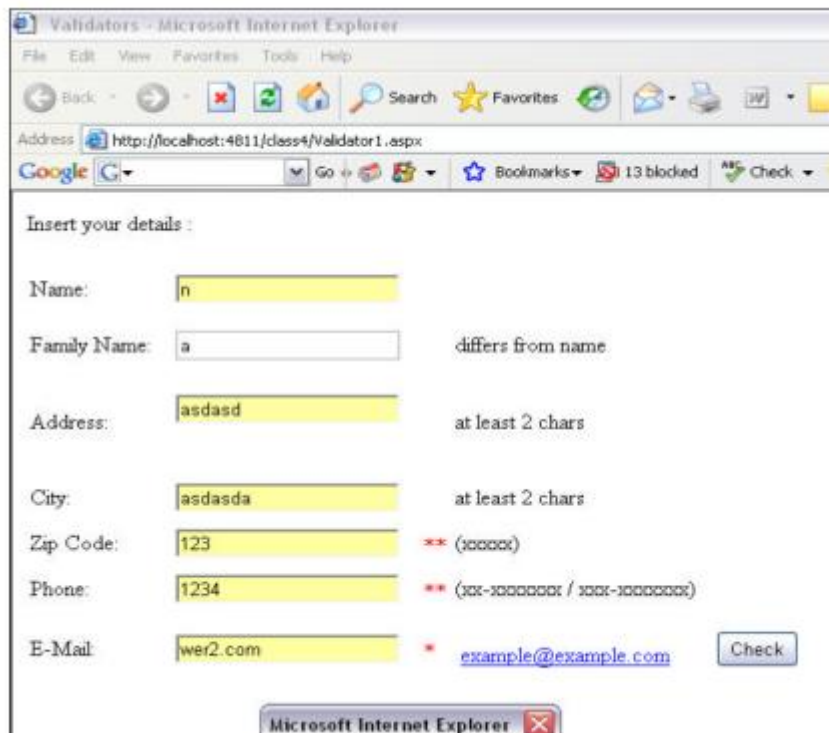 Validators - Microsoft Internet Explorer
File Edit View Favorites Tools Help
Back Search Favorites
Address http://localhost:4811/class4/Validator1.aspx
Google G Go Bookmarks 13 blocked ABC Check
Insert your details :
Name: n
Family Name: a differs from name
Address: asdasd at least 2 chars
City: asdasda at least 2 chars
Zip Code: 123 ** (xxxxx)
Phone: 1234 ** (xx-xxxxxxx / xxx-xxxxxxx)
E-Mail: wer2.com * example@example.com Check
Microsoft Internet Explorer